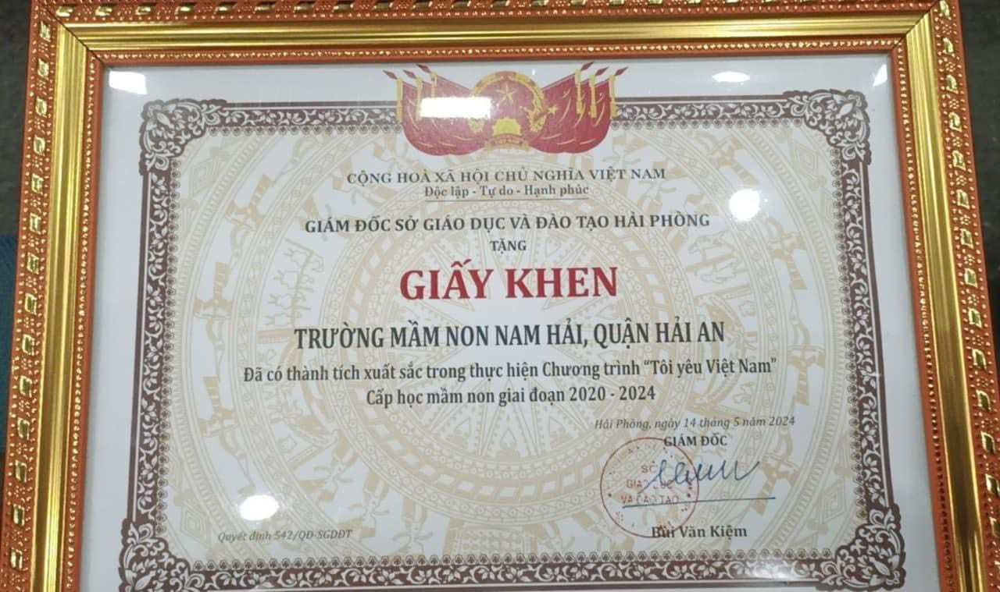 CỘNG HOÀ XÃ HỘI CHỦ NGHĨA VIỆT NAM
Độc lập - Tự do - Hạnh phúc
GIÁM ĐỐC SỞ GIÁO DỤC VÀ ĐÀO TẠO HẢI PHÒNG
TẶNG
GIẤY KHEN
TRƯỜNG MẦM NON NAM HẢI, QUẬN HẢI AN
Đã có thành tích xuất sắc trong thực hiện Chương trình “Tôi yêu Việt Nam”
Cấp học mầm non giai đoạn 2020 - 2024
Hải Phòng, ngày 14 tháng 5 năm 2024
GIÁM ĐỐC
SỞ
GIÁO DỤC
VÀ ĐÀO TẠO
Bùi Văn Kiệm
Quyết định 542/QĐ-SGDĐT